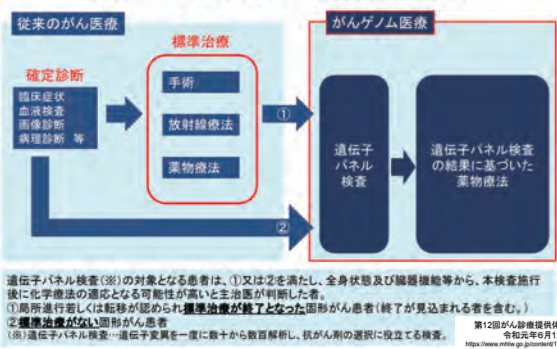 従来のがん医療
がんゲノム医療
標準治療
確定診断
臨床症状
血液検査
画像診断
病理診断 等
手術
放射線療法
薬物療法
①
②
遺伝子
パネル
検査
遺伝子パネル検査
の結果に基づいた
薬物療法
遺伝子パネル検査(※)の対象となる患者は、①又は②を満たし、全身状態及び臓器機能等から、本検査施行
後に化学療法の適応となる可能性が高いと主治医が判断した者。
①局所進行若しくは転移が認められ標準治療が終了となった固形がん患者(終了が見込まれる者を含む。)
②標準治療がない固形がん患者
(※)遺伝子パネル検査…遺伝子変異を一度に数十から数百解析し、抗がん剤の選択に役立てる検査。
第12回がん診療提供体
令和元年6月1
https://www.mhlw.go.jp/content/